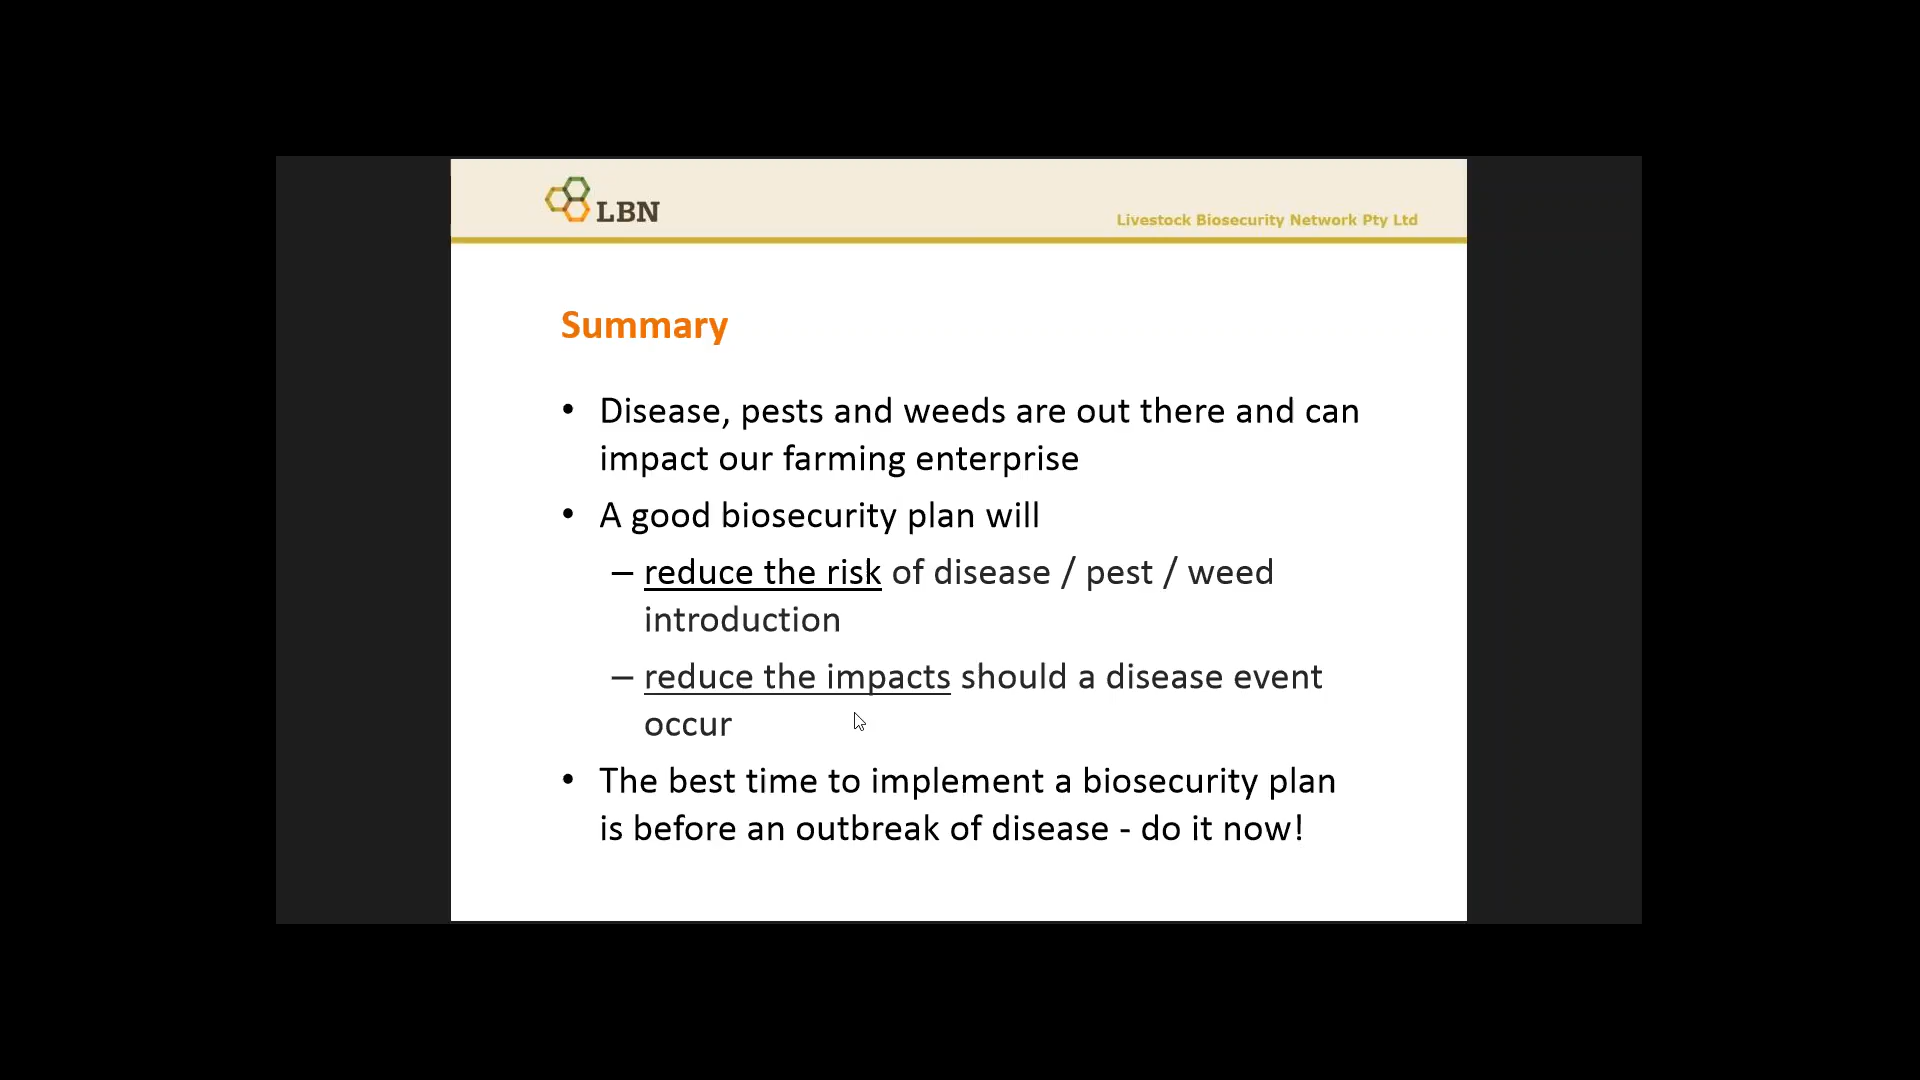 LBN
Livestock Biosecurity Network Pty Ltd
Summary
• Disease, pests and weeds are out there and can
impact our farming enterprise
• A good biosecurity plan will
– reduce the risk of disease / pest / weed
introduction
– reduce the impacts should a disease event
occur
• The best time to implement a biosecurity plan
is before an outbreak of disease - do it now!